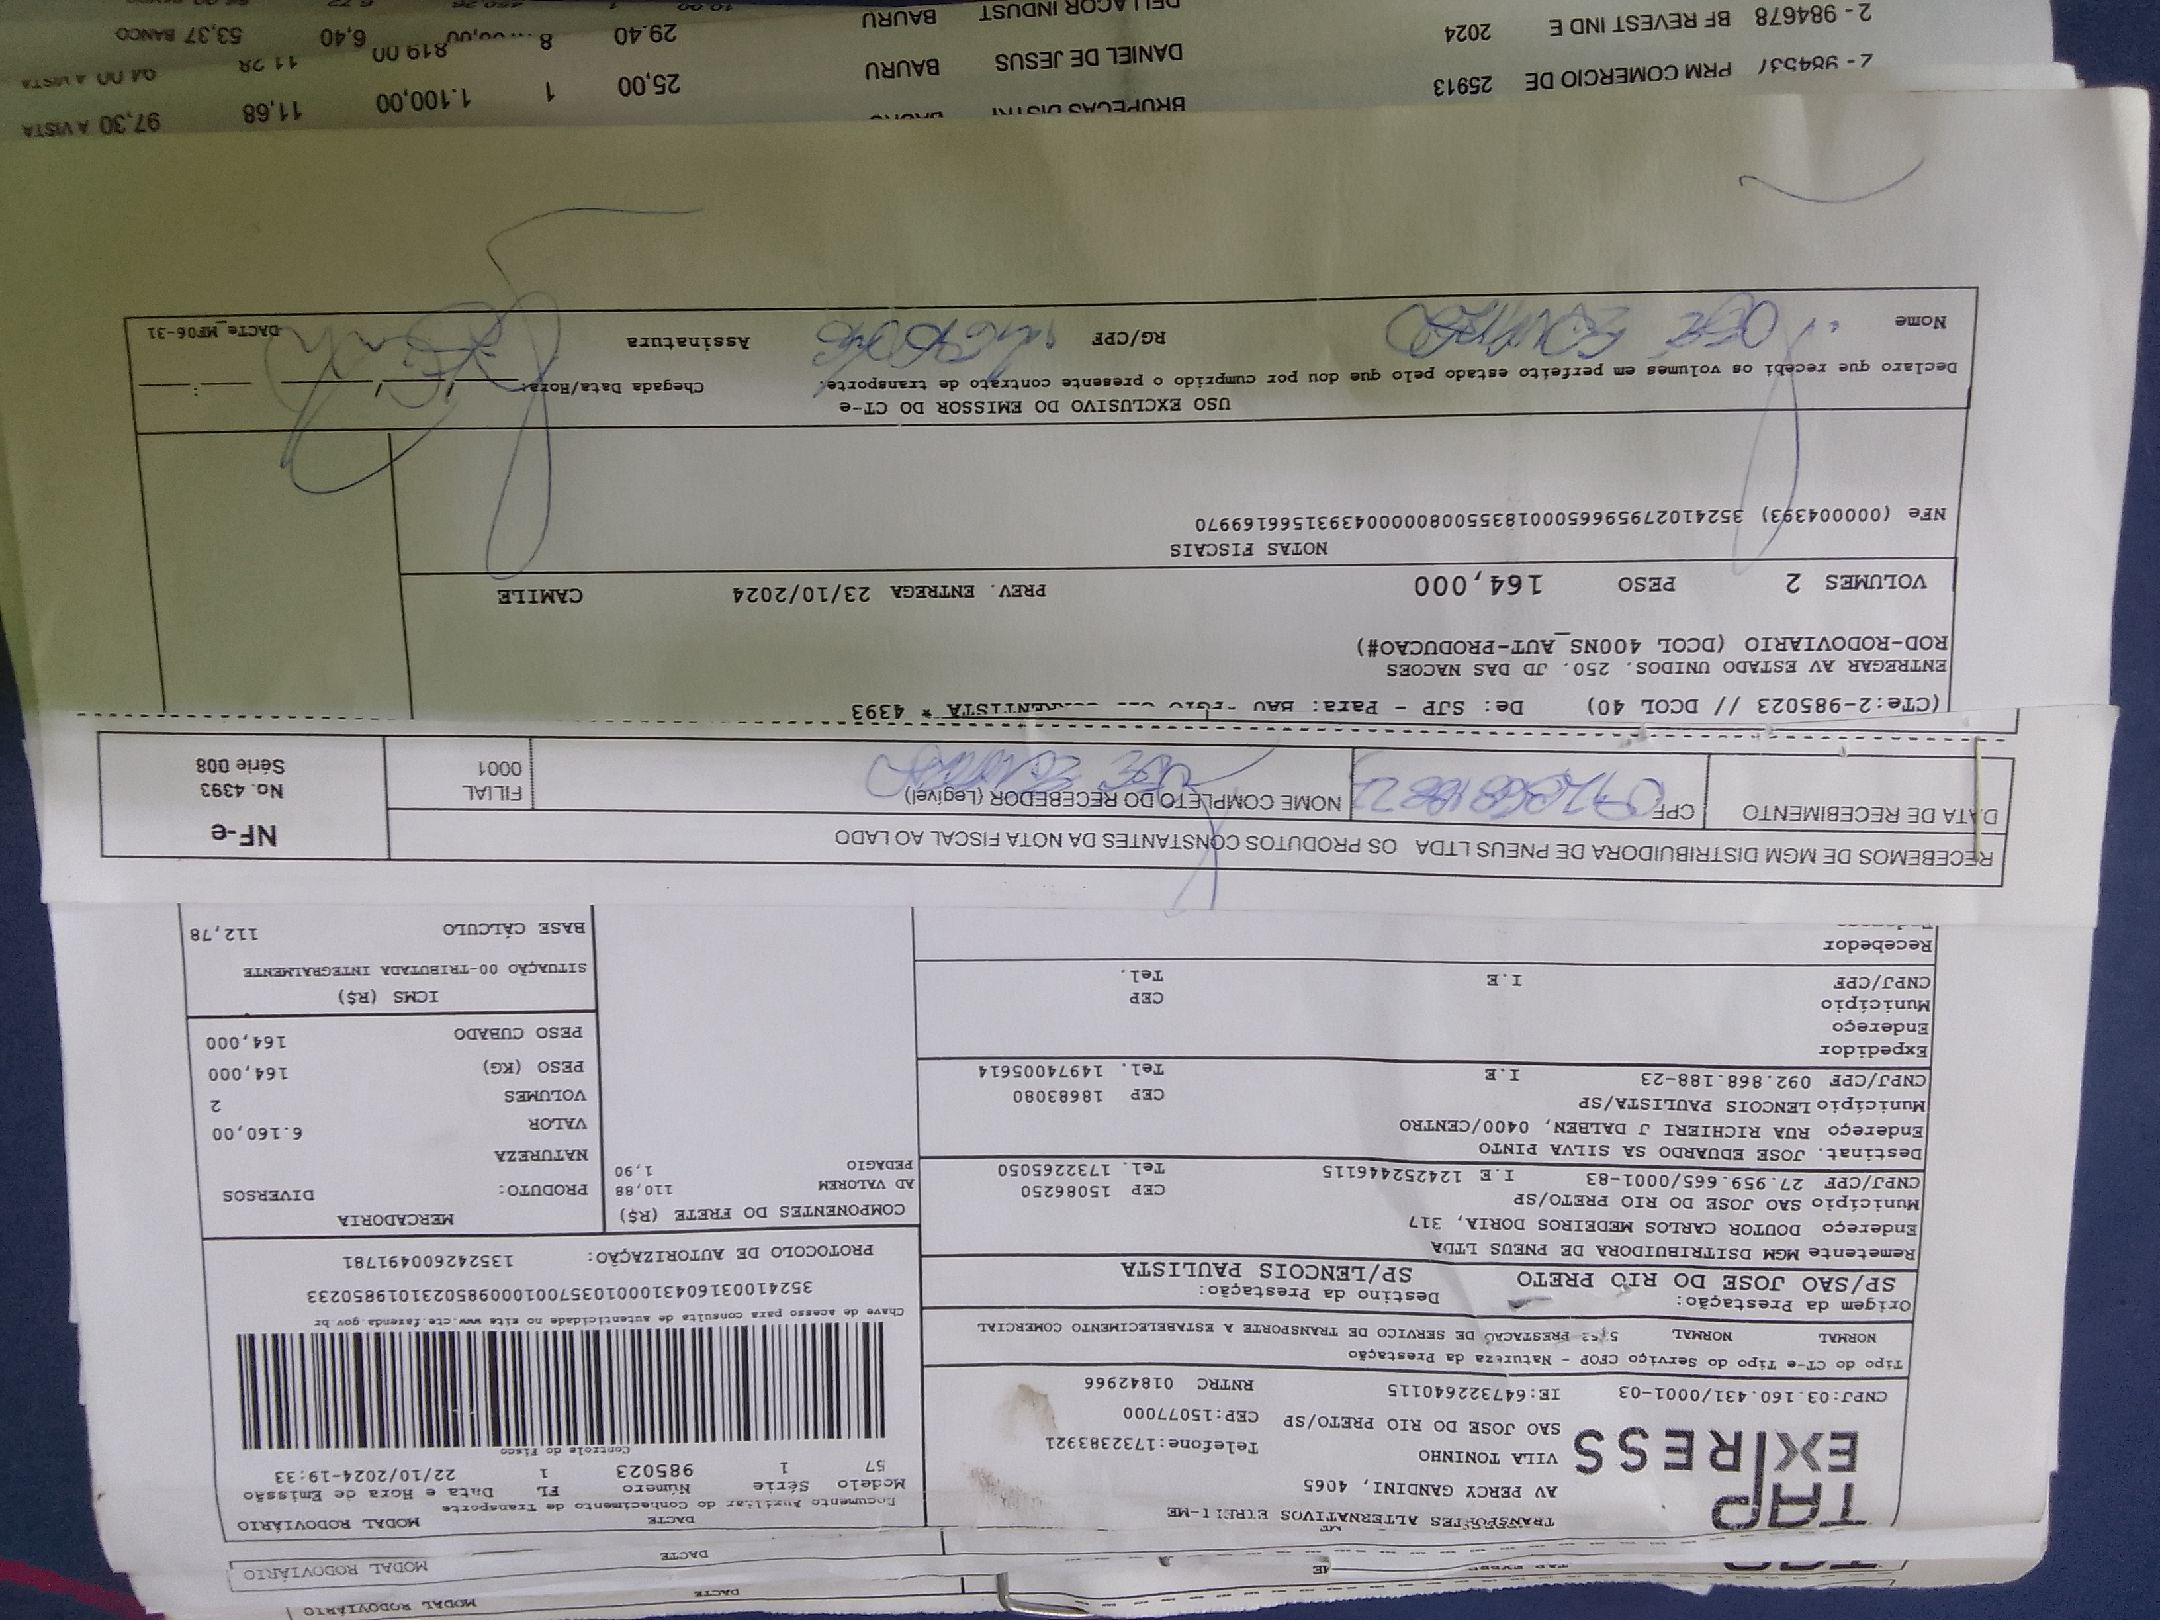 MODAL RODOVIÁRIO
DACTE
MODAL RODOVIÁRIO
DACTE
TAP
EXPRESS
AV PERCY GANDINI, 4065
VILA TONINHO Telefone:1732383921
SAO JOSE DO RIO PRETO/SP CEP:15077000
CNPJ:03.160.431/0001-03 IE:647322640115 RNTRC 01842966
DACTE MODAL RODOVIÁRIO
Documento Auxiliar do Conhecimento de Transporte
Modelo Série Número FL Data e Hora de Emissão
57 1 985023 1 22/10/2024-19:33
Controle do Fisco
Chave de acesso para consulta de autenticidade no site www.cte.fazenda.gov.br
PROTOCOLO DE AUTORIZAÇÃO: 135242600491781
Tipo do CT-e Tipo do Serviço CFOP - Natureza da Prestação
NORMAL NORMAL PRESTAÇAO DE SERVICO DE TRANSPORTE A ESTABELECIMENTO COMERCIAL
Origem da Prestação: Destino da Prestação:
SP/SAO JOSE DO RIO PRETO SP/LENCOIS PAULISTA
Remetente MGM DSITRIBUIDORA DE PNEUS LTDA
Endereço DOUTOR CARLOS MEDEIROS DORIA, 317
Município SAO JOSE DO RIO PRETO/SP CEP 15086250
CNPJ/CPF 27.959.665/0001-83 I.E 124252446115 Tel. 1732265050
Destinat. JOSE EDUARDO SA SILVA PINTO
Endereço RUA RICHIERI J DALBEN, 0400/CENTRO
Município LENCOIS PAULISTA/SP CEP 18683080
CNPJ/CPF 092.868.188-23 I.E Tel. 14974005614
Expedidor
Endereço
Município CEP
CNPJ/CPF I.E Tel.
Recebedor
COMPONENTES DO FRETE (R$)
AD VALOREM 110,88
PEDAGIO 1,90
MERCADORIA
PRODUTO: DIVERSOS
NATUREZA
VALOR 6.160,00
VOLUMES 2
PESO (KG) 164,000
PESO CUBADO 164,000
ICMS (R$)
SITUAÇÃO 00-TRIBUTADA INTEGRALMENTE
BASE CÁLCULO 112,78
RECEBEMOS DE MGM DISTRIBUIDORA DE PNEUS LTDA OS PRODUTOS CONSTANTES DA NOTA FISCAL AO LADO
DATA DE RECEBIMENTO CPF NOME COMPLETO DO RECEBEDOR (Legível) FILIAL
0001
NF-e
No. 4393
Série 008
(CTe:2-985023 // DCOL 40) De: SJP - Para: BAU * 4393
ENTREGAR AV ESTADO UNIDOS. 250. JD DAS NACOES
ROD-RODOVIARIO (DCOL 400NS_AUT-PRODUCAO#)
VOLUMES 2 PESO 164,000 PREV. ENTREGA 23/10/2024 CAMILE
NOTAS FISCAIS
NFe (000004393) 35241027959665000183550080000043931566169970
USO EXCLUSIVO DO EMISSOR DO CT-e
Declaro que recebi os volumes em perfeito estado pelo que dou por cumprido o presente contrato de transporte. Chegada Data/Hora:
Nome RG/CPF Assinatura DACTe_MF06-31
2 - 984537 PRM COMERCIO DE 25913 BRUPECAS DISTRI BAURU 25,00 1 1.100,00 11,68 97,30 A VISTA
2 - 984678 BF REVEST IND E 2024 DANIEL DE JESUS BAURU 29.40 8 819.00
DELLACOR INDUST BAURU 6,40 53,37 BANCO